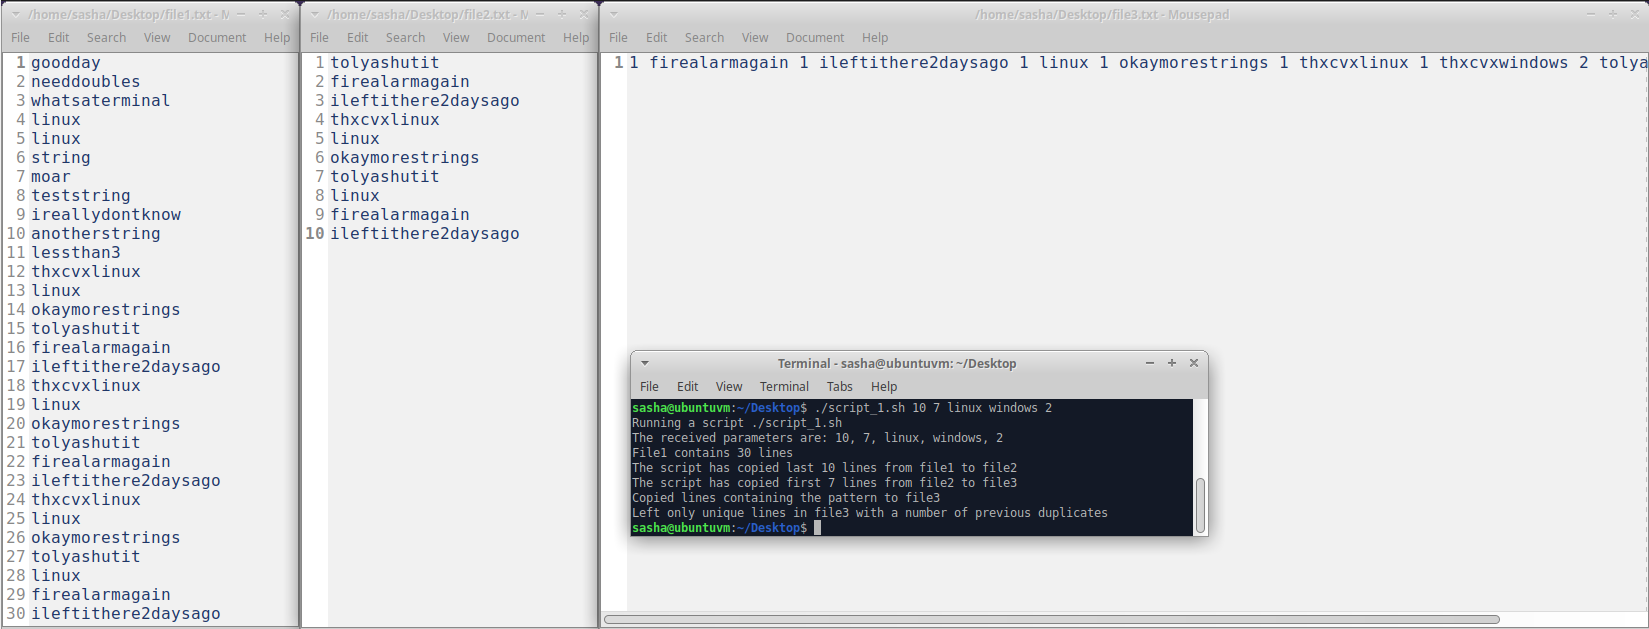 /home/sasha/Desktop/file1.txt - M
File Edit Search View Document Help
1 goodday
2 needdoubles
3 whatsaterminal
4 linux
5 linux
6 string
7 moar
8 teststring
9 ireallydontknow
10 anotherstring
11 lessthan3
12 thxcvxlinux
13 linux
14 okaymorestrings
15 tolyashutit
16 firealarmagain
17 ileftithere2daysago
18 thxcvxlinux
19 linux
20 okaymorestrings
21 tolyashutit
22 firealarmagain
23 ileftithere2daysago
24 thxcvxlinux
25 linux
26 okaymorestrings
27 tolyashutit
28 linux
29 firealarmagain
30 ileftithere2daysago
/home/sasha/Desktop/file2.txt - M
File Edit Search View Document Help
1 tolyashutit
2 firealarmagain
3 ileftithere2daysago
4 thxcvxlinux
5 linux
6 okaymorestrings
7 tolyashutit
8 linux
9 firealarmagain
10 ileftithere2daysago
/home/sasha/Desktop/file3.txt - Mousepad
File Edit Search View Document Help
1 1 firealarmagain 1 ileftithere2daysago 1 linux 1 okaymorestrings 1 thxcvxlinux 1 thxcvxwindows 2 tolya
Terminal - sasha@ubuntuvm: ~/Desktop
File Edit View Terminal Tabs Help
sasha@ubuntuvm:~/Desktop$ ./script_1.sh 10 7 linux windows 2
Running a script ./script_1.sh
The received parameters are: 10, 7, linux, windows, 2
File1 contains 30 lines
The script has copied last 10 lines from file1 to file2
The script has copied first 7 lines from file2 to file3
Copied lines containing the pattern to file3
Left only unique lines in file3 with a number of previous duplicates
sasha@ubuntuvm:~/Desktop$